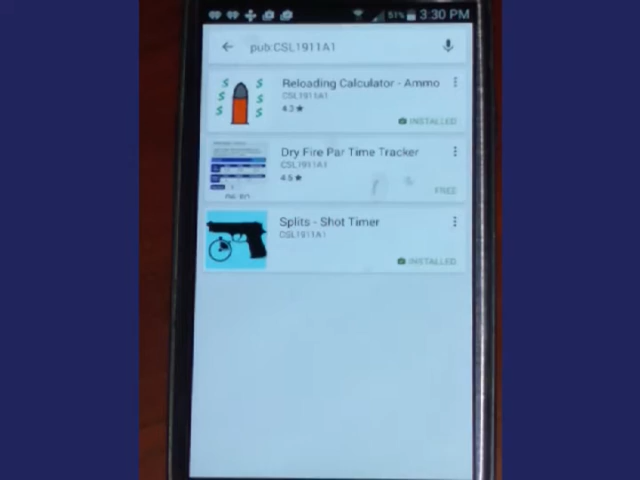 51% 3:30 PM
pub:CSL1911A1
Reloading Calculator - Ammo
CSL1911A1
4.3★
INSTALLED
Dry Fire Par Time Tracker
CSL1911A1
4.5★
FREE
Splits - Shot Timer
CSL1911A1
INSTALLED